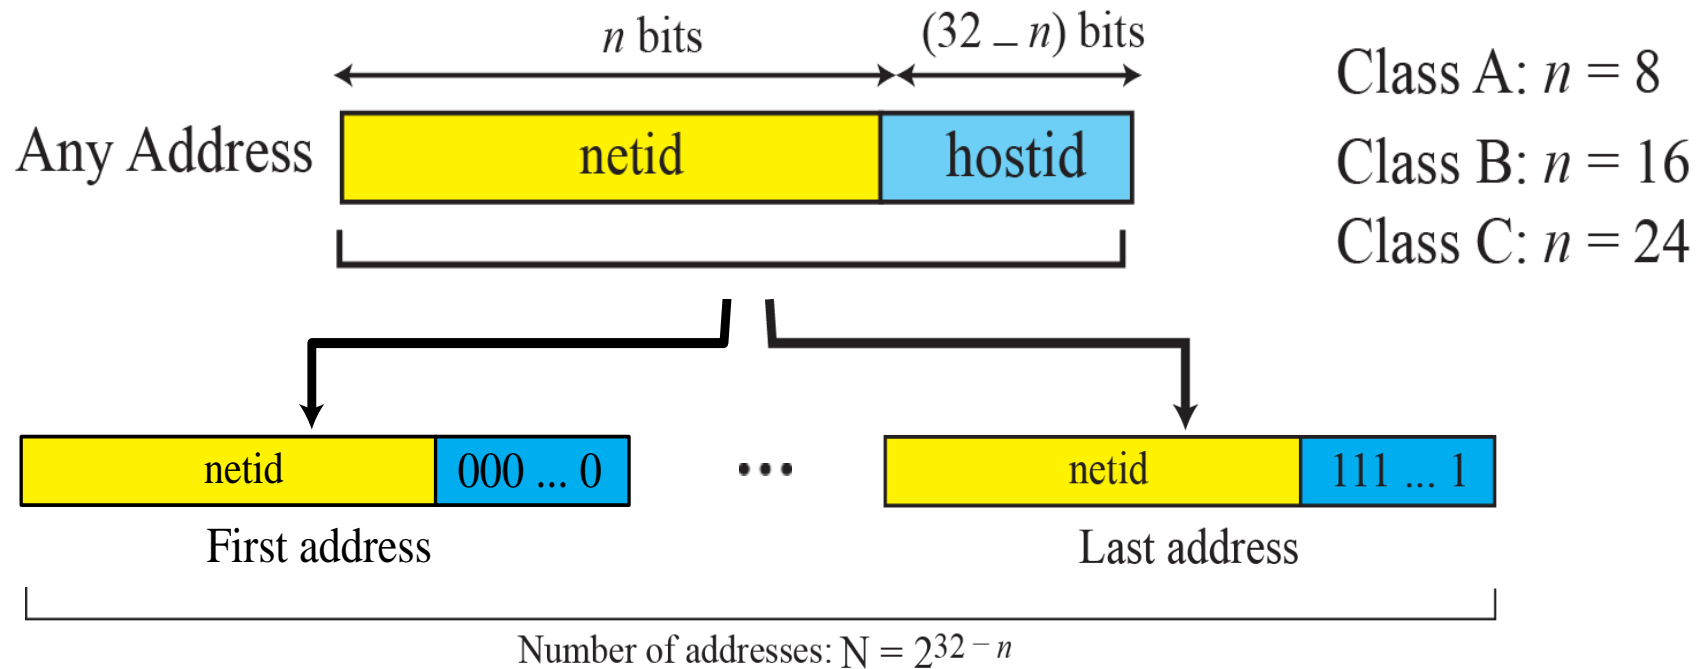 n bits
(32 – n) bits
Any Address
netid
hostid
Class A: n = 8
Class B: n = 16
Class C: n = 24
netid
000 ... 0
...
netid
111 ... 1
First address
Last address
Number of addresses: N = 2^{32 – n}